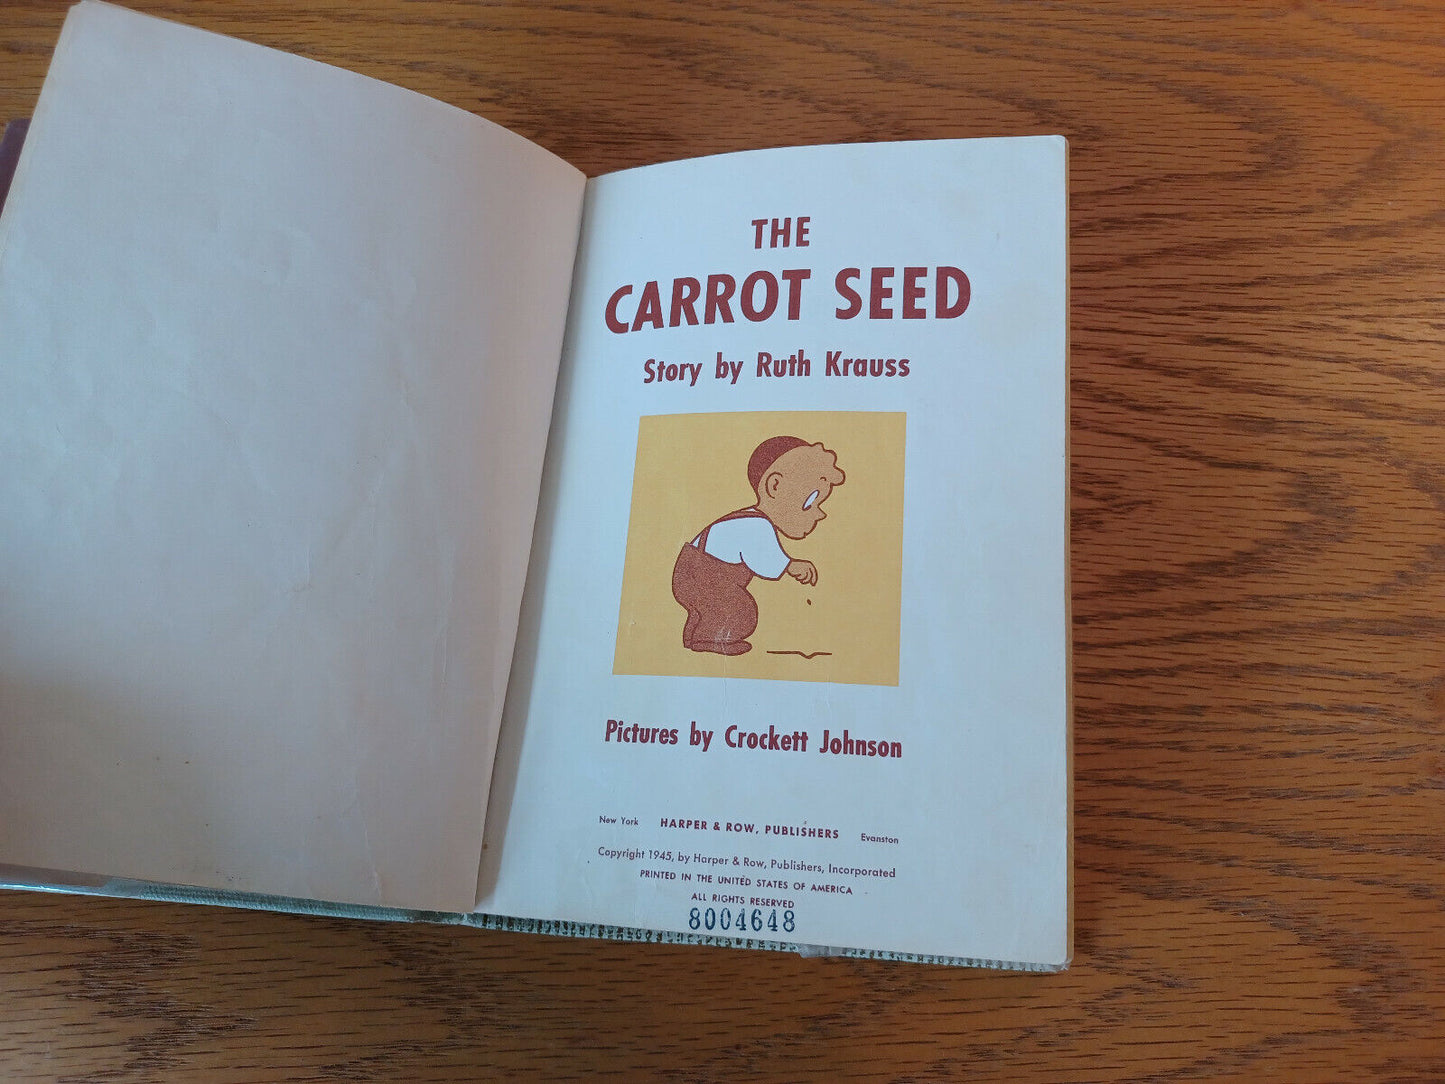 THE
CARROT SEED
Story by Ruth Krauss
Pictures by Crockett Johnson
New York HARPER & ROW, PUBLISHERS Evanston
Copyright 1945, by Harper & Row, Publishers, Incorporated
PRINTED IN THE UNITED STATES OF AMERICA
ALL RIGHTS RESERVED
8004648